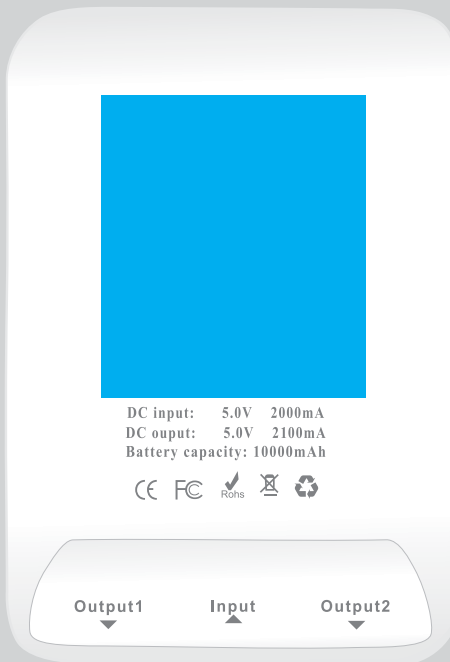 DC input: 5.0V 2000mA
DC ouput: 5.0V 2100mA
Battery capacity: 10000mAh
CE FC Rohs
Output1 Input Output2